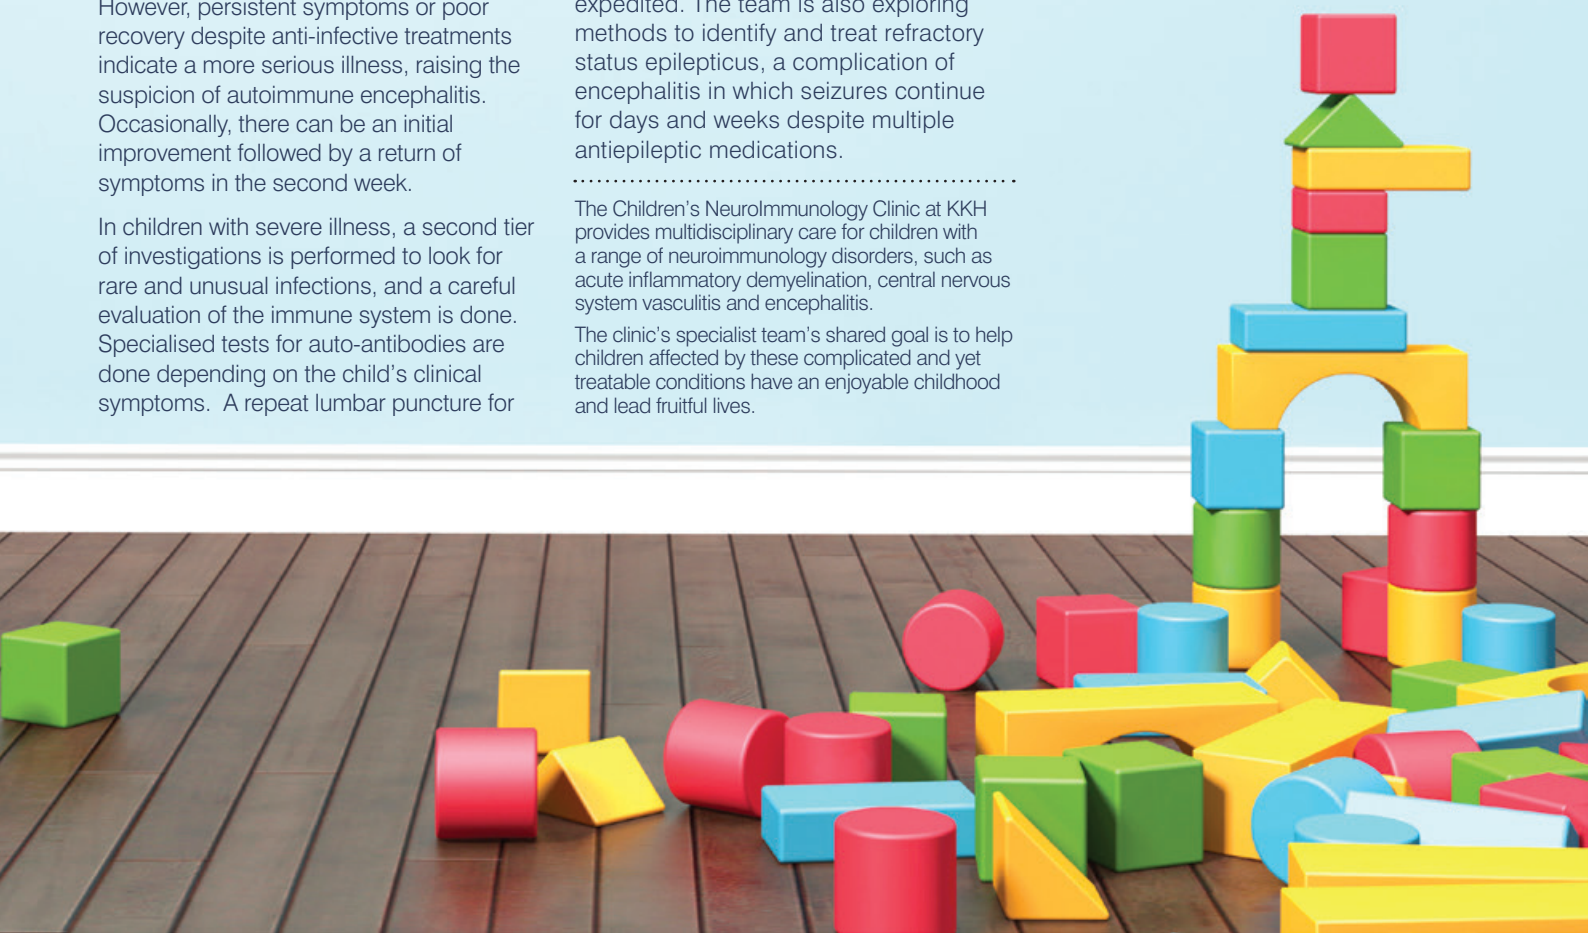 However, persistent symptoms or poor
recovery despite anti-infective treatments
indicate a more serious illness, raising the
suspicion of autoimmune encephalitis.
Occasionally, there can be an initial
improvement followed by a return of
symptoms in the second week.
In children with severe illness, a second tier
of investigations is performed to look for
rare and unusual infections, and a careful
evaluation of the immune system is done.
Specialised tests for auto-antibodies are
done depending on the child's clinical
symptoms.  A repeat lumbar puncture for
expedited. The team is also exploring
methods to identify and treat refractory
status epilepticus, a complication of
encephalitis in which seizures continue
for days and weeks despite multiple
antiepileptic medications.
The Children's NeuroImmunology Clinic at KKH
provides multidisciplinary care for children with
a range of neuroimmunology disorders, such as
acute inflammatory demyelination, central nervous
system vasculitis and encephalitis.
The clinic's specialist team's shared goal is to help
children affected by these complicated and yet
treatable conditions have an enjoyable childhood
and lead fruitful lives.